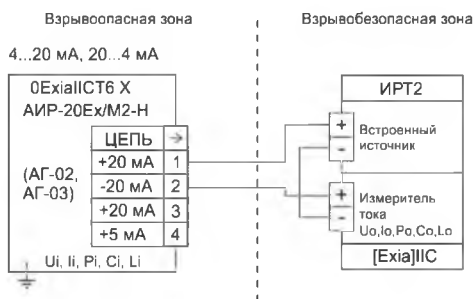 Взрывоопасная зона
Взрывобезопасная зона
4...20 мА, 20...4 мА
0ExiaIICT6 X
АИР-20Ex/М2-Н
ЦЕПЬ
+20 мА 1
-20 мА 2
+20 мА 3
+5 мА 4
(АГ-02,
АГ-03)
Ui, Ii, Pi, Ci, Li
ИРТ2
+
-
Встроенный
источник
+
-
Измеритель
тока
Uo,Io,Po,Co,Lo
[Exia]IIC